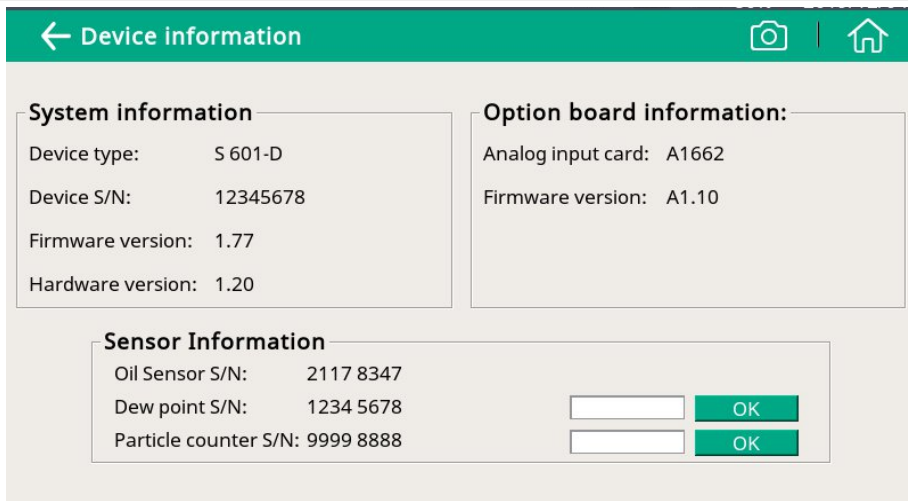 Device information
System information
Device type: S 601-D
Device S/N: 12345678
Firmware version: 1.77
Hardware version: 1.20
Option board information:
Analog input card: A1662
Firmware version: A1.10
Sensor Information
Oil Sensor S/N: 2117 8347
Dew point S/N: 1234 5678 OK
Particle counter S/N: 9999 8888 OK